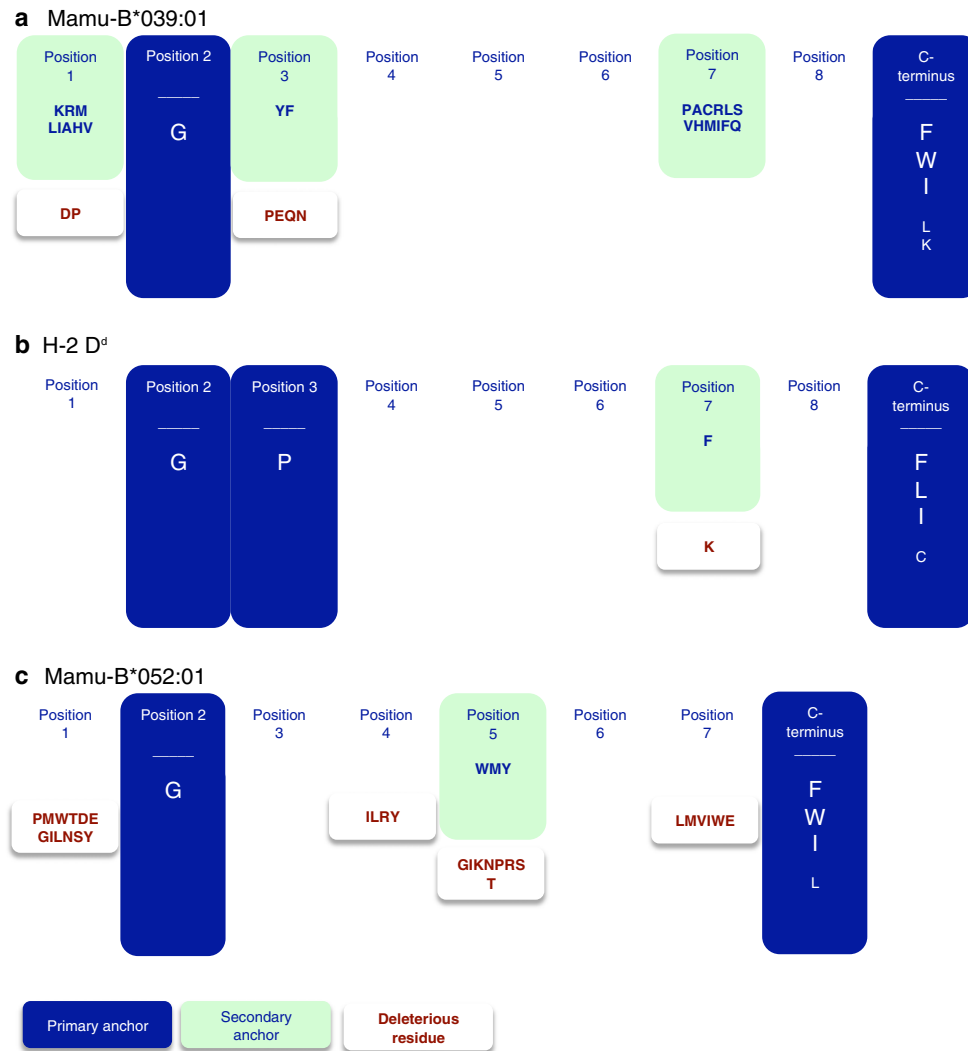 a Mamu-B*039:01
Position 1
Position 2
Position 3
Position 4
Position 5
Position 6
Position 7
Position 8
C-terminus
KRM
LIAHV
G
YF
PACRLS
VHMIFQ
F
W
I
L
K
DP
PEQN
b H-2 Dᵈ
Position 1
Position 2
Position 3
Position 4
Position 5
Position 6
Position 7
Position 8
C-terminus
G
P
F
F
L
I
C
K
c Mamu-B*052:01
Position 1
Position 2
Position 3
Position 4
Position 5
Position 6
Position 7
C-terminus
G
WMY
F
W
I
L
PMWTDE
GILNSY
ILRY
LMVIWE
GIKNPRS
T
Primary anchor
Secondary
anchor
Deleterious
residue